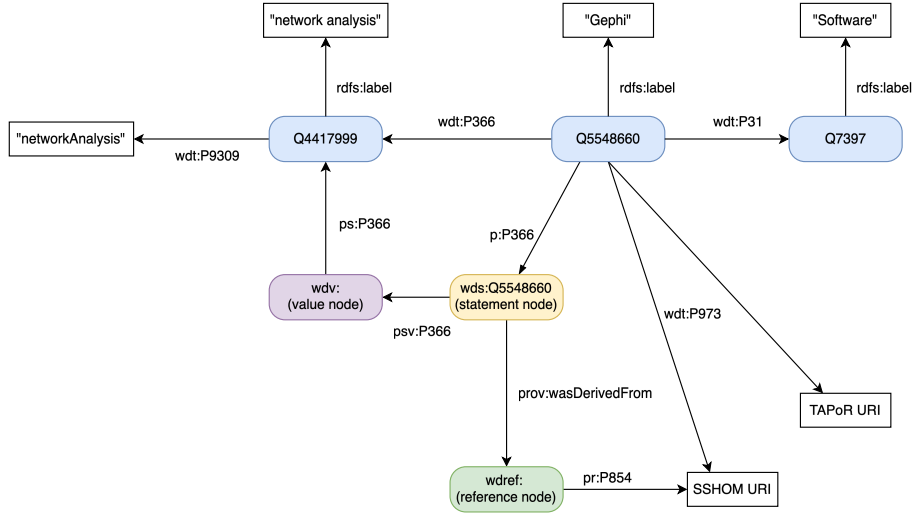 "network analysis"
"Gephi"
"Software"
rdfs:label
rdfs:label
rdfs:label
"networkAnalysis"
wdt:P9309
Q4417999
wdt:P366
Q5548660
wdt:P31
Q7397
ps:P366
p:P366
wdv:
(value node)
psv:P366
wds:Q5548660
(statement node)
wdt:P973
prov:wasDerivedFrom
TAPoR URI
wdref:
(reference node)
pr:P854
SSHOM URI